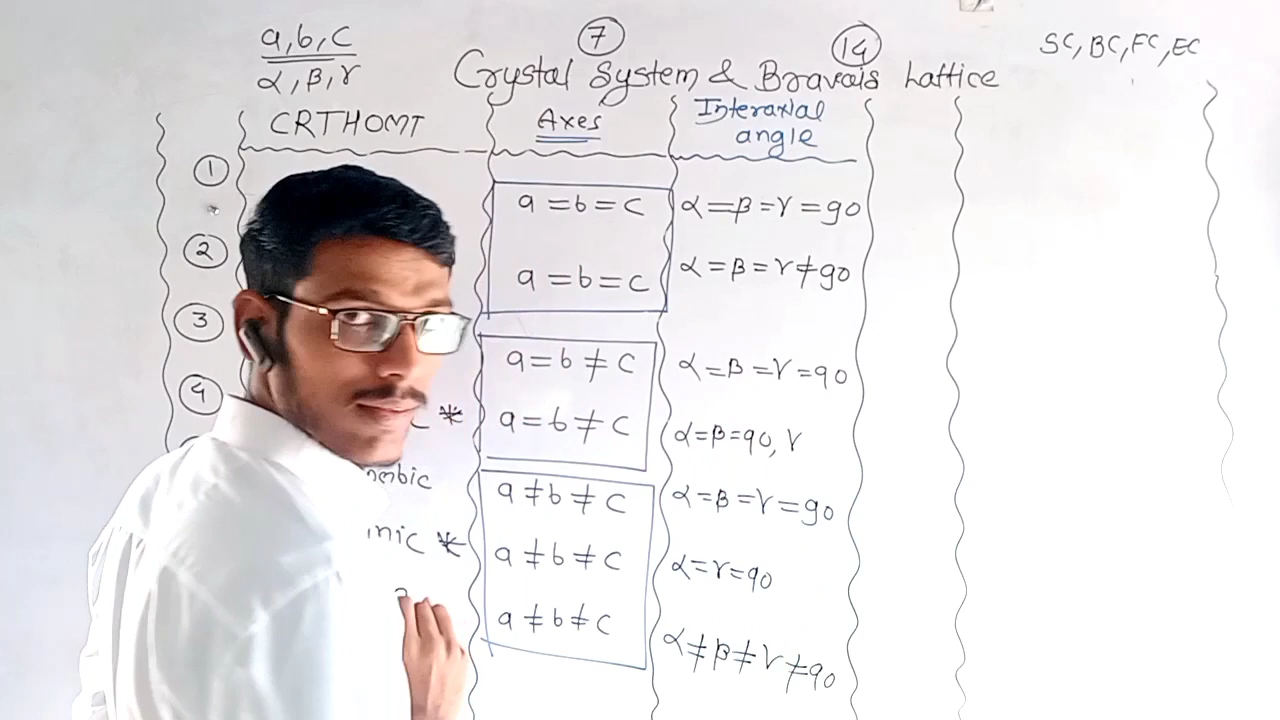 a, b, c
α, β, γ
7
14
SC, BC, FC, EC
Crystal System & Bravais Lattice
CRTHOMT Axes Interaxial angle
1 a = b = c α = β = γ = 90
2 a = b = c α = β = γ ≠ 90
3 a = b ≠ c α = β = γ = 90
4 * a = b ≠ c α = β = 90, γ
mbic a ≠ b ≠ c α = β = γ = 90
nic * a ≠ b ≠ c α = γ = 90
a ≠ b ≠ c α ≠ β ≠ γ ≠ 90